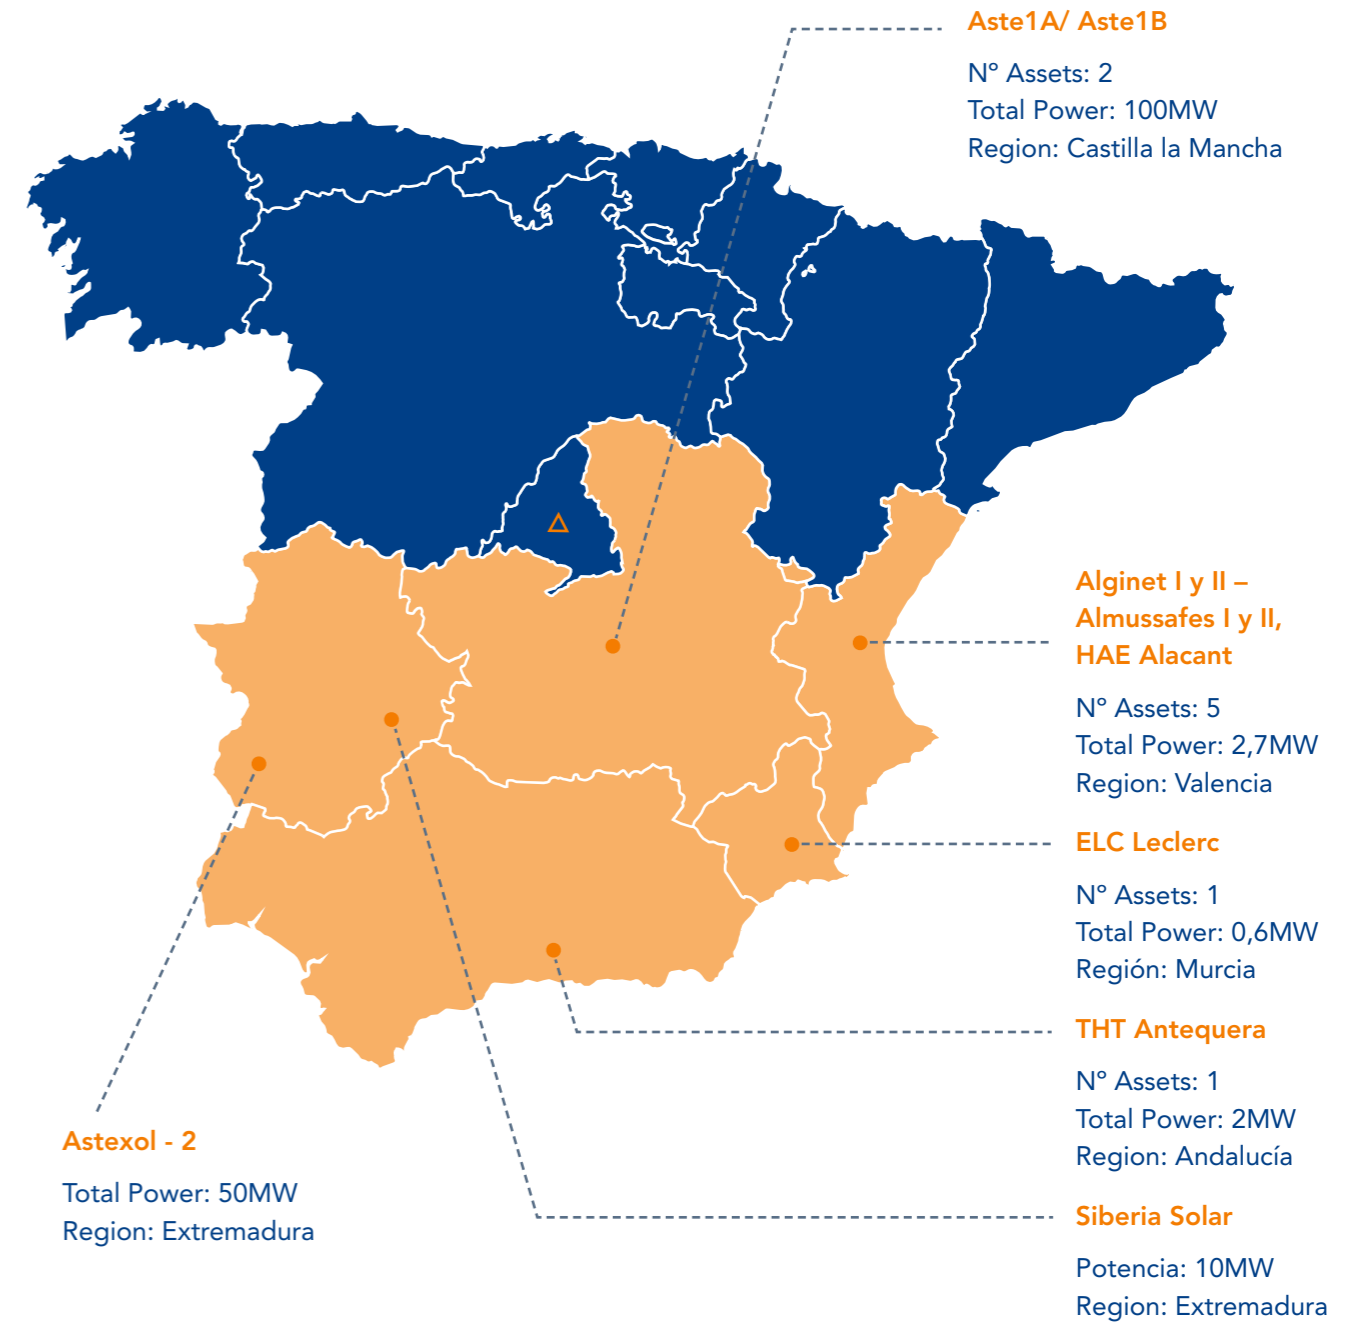 Aste1A/ Aste1B
Nº Assets: 2
Total Power: 100MW
Region: Castilla la Mancha
Alginet I y II –
Almussafes I y II,
HAE Alacant
Nº Assets: 5
Total Power: 2,7MW
Region: Valencia
ELC Leclerc
Nº Assets: 1
Total Power: 0,6MW
Región: Murcia
THT Antequera
Nº Assets: 1
Total Power: 2MW
Region: Andalucía
Astexol - 2
Total Power: 50MW
Region: Extremadura
Siberia Solar
Potencia: 10MW
Region: Extremadura